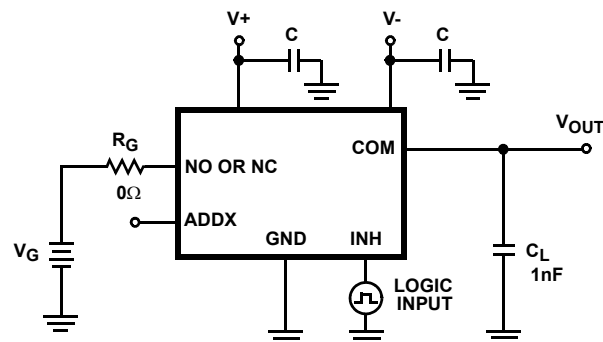 V+
V-
C
C
RG
0Ω
NO OR NC
COM
VOUT
ADDX
GND
INH
VG
LOGIC
INPUT
CL
1nF